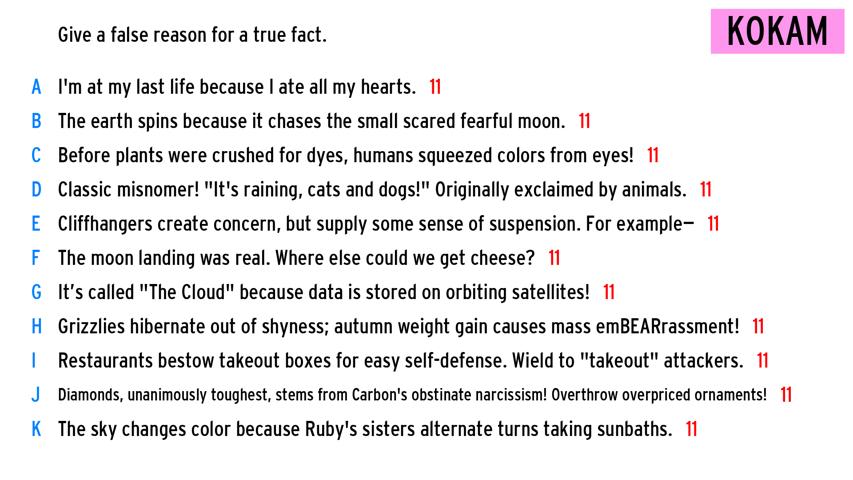 Give a false reason for a true fact.
KOKAM
A I'm at my last life because I ate all my hearts. 11
B The earth spins because it chases the small scared fearful moon. 11
C Before plants were crushed for dyes, humans squeezed colors from eyes! 11
D Classic misnomer! "It's raining, cats and dogs!" Originally exclaimed by animals. 11
E Cliffhangers create concern, but supply some sense of suspension. For example— 11
F The moon landing was real. Where else could we get cheese? 11
G It’s called "The Cloud" because data is stored on orbiting satellites! 11
H Grizzlies hibernate out of shyness; autumn weight gain causes mass emBEARrassment! 11
I Restaurants bestow takeout boxes for easy self-defense. Wield to "takeout" attackers. 11
J Diamonds, unanimously toughest, stems from Carbon's obstinate narcissism! Overthrow overpriced ornaments! 11
K The sky changes color because Ruby's sisters alternate turns taking sunbaths. 11